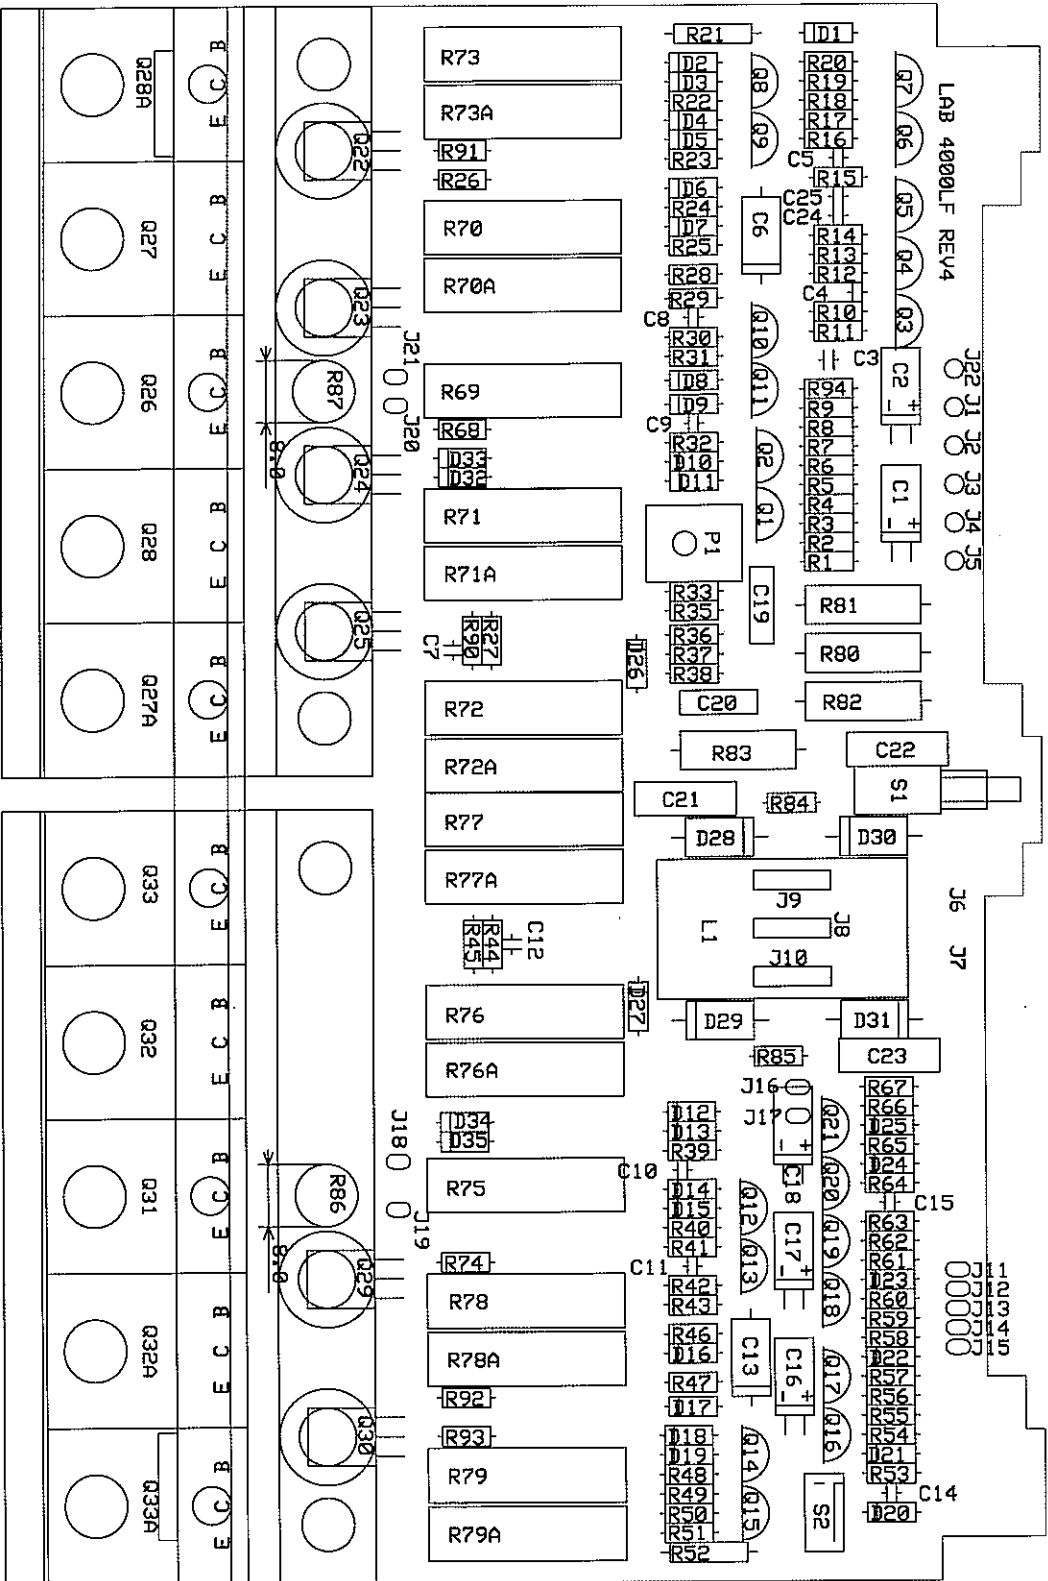 LAB 4000LF REV4
R73
R73A
R91
R26
R70
R70A
R69
R68
D33
D32
R71
R71A
R90
R27
C7
R72
R72A
R77
R77A
R45
R44
C12
R76
R76A
D34
D35
R75
R74
R78
R78A
R92
R93
R79
R79A
Q28A
Q27
Q26
Q28
Q27A
Q33
Q32
Q31
Q32A
Q33A
E C B
E C B
E C B
E C B
E C B
E C B
E C B
E C B
E C B
E C B
Q22
Q23
R87
8.0
Q24
Q25
R86
8.0
Q29
Q30
J21
J20
J18
J19
R21
D2
D3
R22
D4
D5
R23
D6
R24
D7
R25
R28
R29
C8
R30
R31
D8
D9
C9
R32
D10
D11
P1
R33
R35
R36
R37
R38
D26
C20
R83
C21
R84
D28
L1
J9
J8
J10
D27
D29
R85
J16
J17
D12
D13
R39
C10
D14
D15
R40
R41
C11
R42
R43
R46
D16
R47
D17
D18
D19
R48
R49
R50
R51
R52
Q8
Q9
C6
Q10
Q11
Q2
Q1
C19
Q12
Q13
C13
Q14
Q15
D1
R20
R19
R18
R17
R16
C5
R15
C25
C24
R14
R13
R12
C4
R10
R11
C3
R94
R9
R8
R7
R6
R5
R4
R3
R2
R1
R81
R80
R82
C22
S1
D30
D31
C23
- +
C18
C17
- +
C16
- +
Q21
Q20
Q19
Q18
Q17
Q16
S2
R67
R66
D25
R65
D24
R64
C15
R63
R62
R61
D23
R60
R59
R58
D22
R57
R56
R55
R54
D21
R53
C14
D20
Q7
Q6
Q5
Q4
Q3
C2
- +
C1
- +
J22
J1
J2
J3
J4
J5
J6
J7
J11
J12
J13
J14
J15